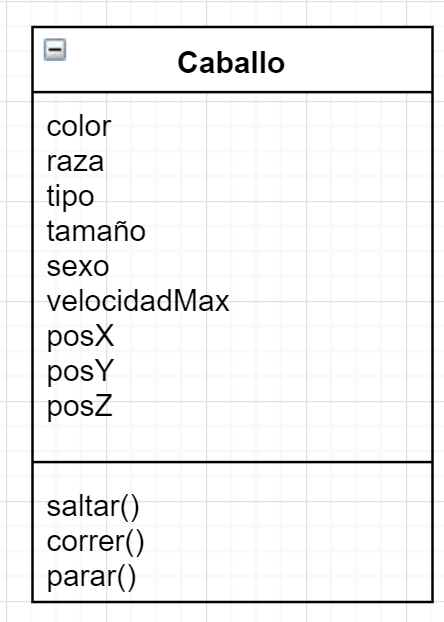 Caballo
color
raza
tipo
tamaño
sexo
velocidadMax
posX
posY
posZ
saltar()
correr()
parar()